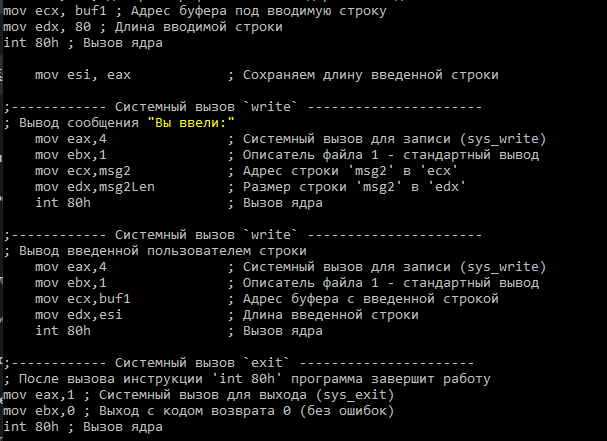 mov ecx, buf1 ; Адрес буфера под вводимую строку
mov edx, 80 ; Длина вводимой строки
int 80h ; Вызов ядра
mov esi, eax ; Сохраняем длину введенной строки
;------------ Системный вызов `write` ----------------------
; Вывод сообщения "Вы ввели:"
mov eax,4 ; Системный вызов для записи (sys_write)
mov ebx,1 ; Описатель файла 1 - стандартный вывод
mov ecx,msg2 ; Адрес строки 'msg2' в 'ecx'
mov edx,msg2Len ; Размер строки 'msg2' в 'edx'
int 80h ; Вызов ядра
;------------ Системный вызов `write` ----------------------
; Вывод введенной пользователем строки
mov eax,4 ; Системный вызов для записи (sys_write)
mov ebx,1 ; Описатель файла 1 - стандартный вывод
mov ecx,buf1 ; Адрес буфера с введенной строкой
mov edx,esi ; Длина введенной строки
int 80h ; Вызов ядра
;------------ Системный вызов `exit` ----------------------
; После вызова инструкции 'int 80h' программа завершит работу
mov eax,1 ; Системный вызов для выхода (sys_exit)
mov ebx,0 ; Выход с кодом возврата 0 (без ошибок)
int 80h ; Вызов ядра